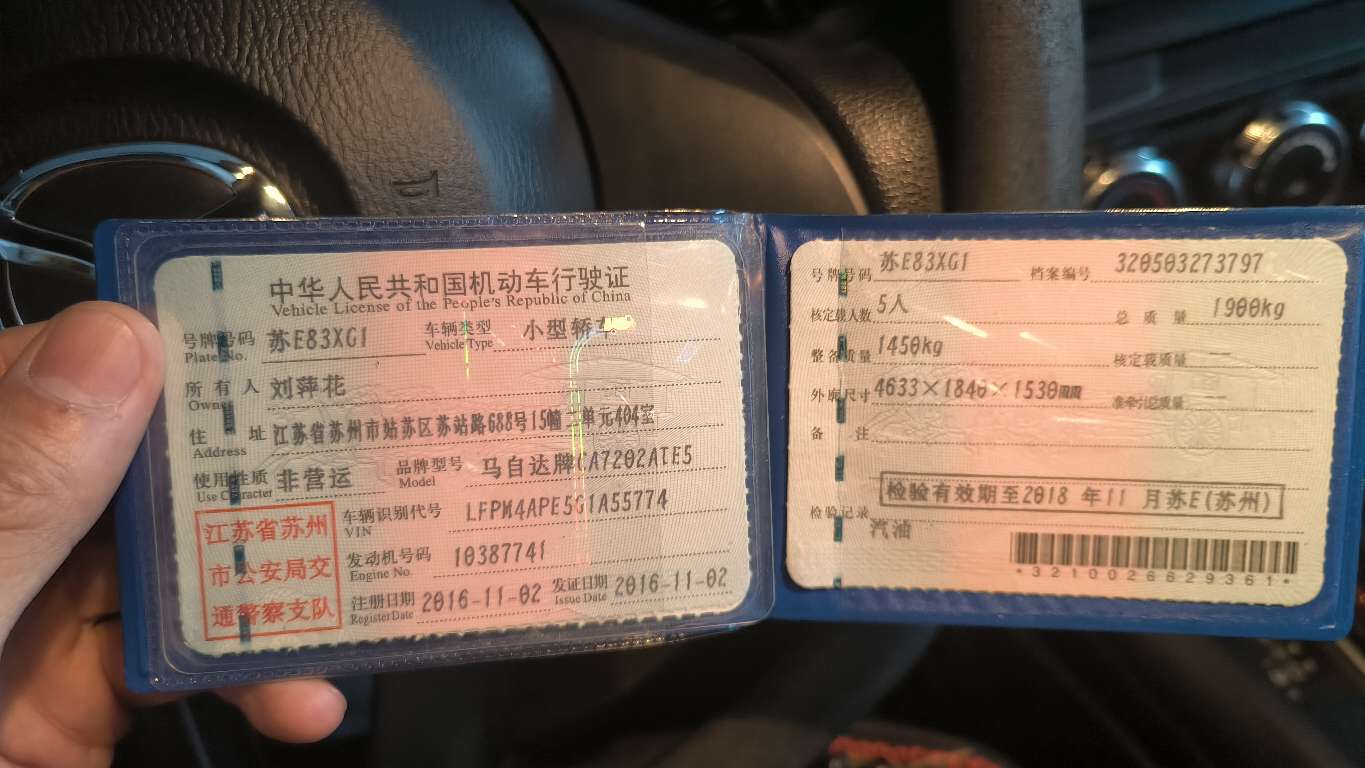 中华人民共和国机动车行驶证
Vehicle License of the People's Republic of China
号牌号码 苏E83XG1 车辆类型 小型轿车
Plate No. Vehicle Type
所有人 刘萍花
Owner
住址 江苏省苏州市姑苏区苏站路688号15幢二单元404室
Address
使用性质 非营运 品牌型号 马自达牌CA7202ATE5
Use Character Model
车辆识别代号 LFPM4APE5G1A55774
VIN
发动机号码 10387741
Engine No.
注册日期 2016-11-02 发证日期 2016-11-02
Register Date Issue Date
江苏省苏州
市公安局交
通警察支队
号牌号码 苏E83XG1 档案编号 320503273797
核定载人数 5人 总质量 1900kg
整备质量 1450kg 核定载质量 --
外廓尺寸 4633×1840×1530mm 准牵引总质量 --
备注
检验有效期至2018年11月苏E(苏州)
检验记录
汽油
*3210026629361*